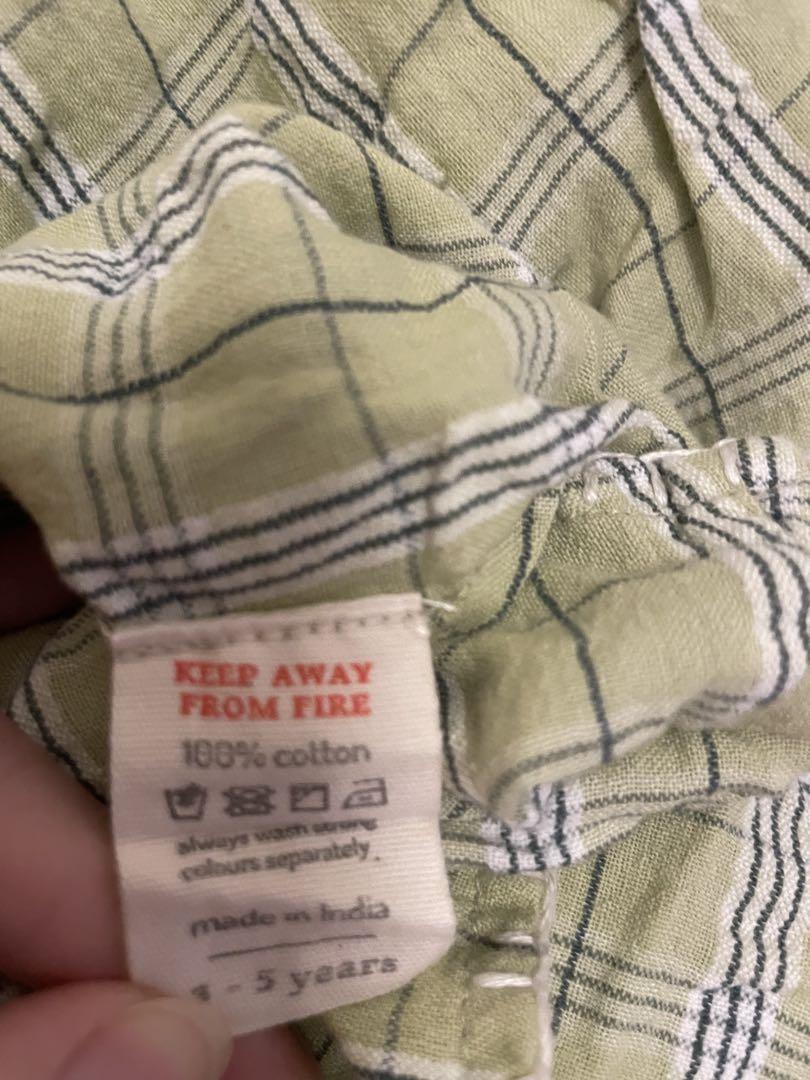 KEEP AWAY
FROM FIRE
100% cotton
always wash strong
colours separately.
made in India
- 5 years